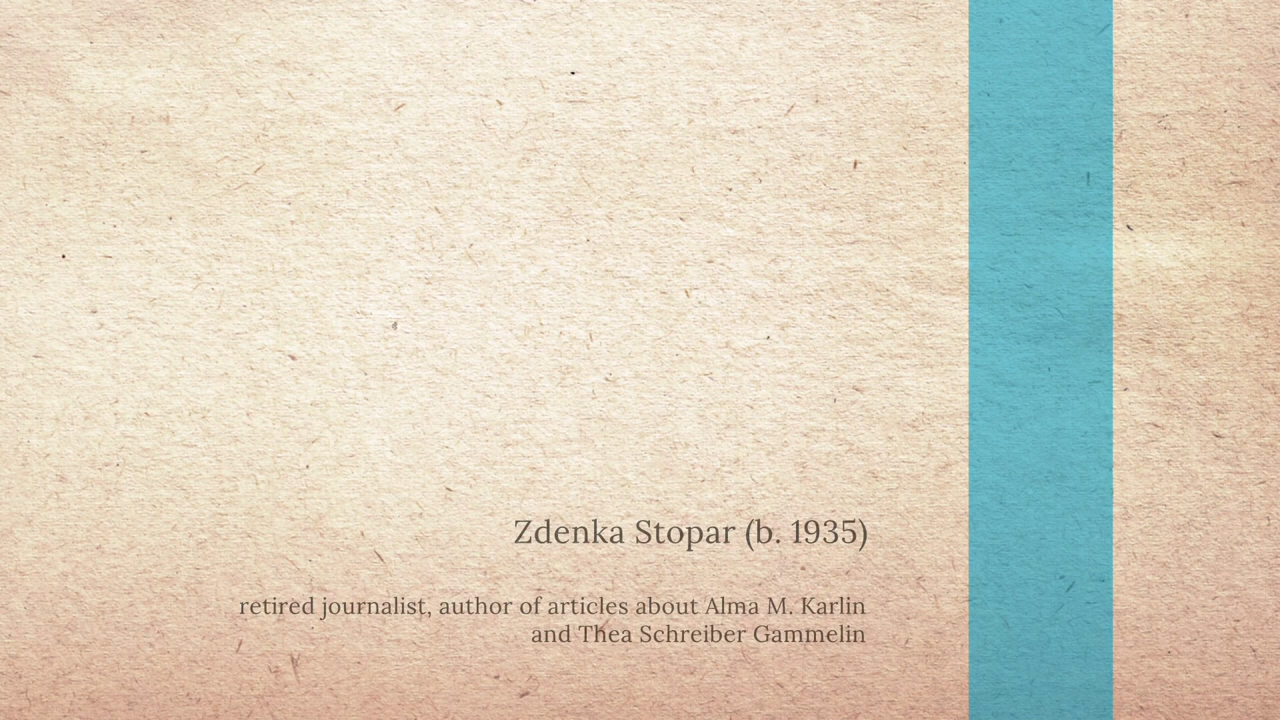 Zdenka Stopar (b. 1935)
retired journalist, author of articles about Alma M. Karlin
and Thea Schreiber Gammelin